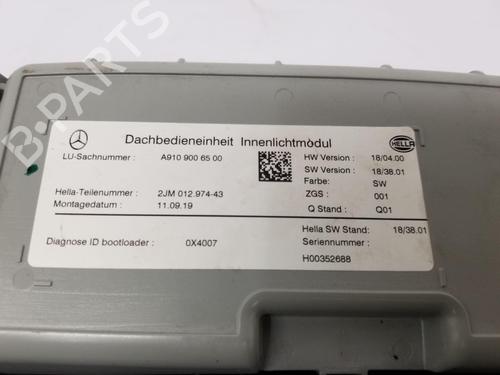 B-PARTS
Dachbedieneinheit Innenlichtmodul
HELLA
LU-Sachnummer : A910 900 65 00
HW Version : 18/04.00
SW Version : 18/38.01
Farbe: SW
Hella-Teilenummer : 2JM 012.974-43
ZGS : 001
Montagedatum : 11.09.19
Q Stand : Q01
Hella SW Stand: 18/38.01
Diagnose ID bootloader : 0X4007
Seriennummer :
H00352688